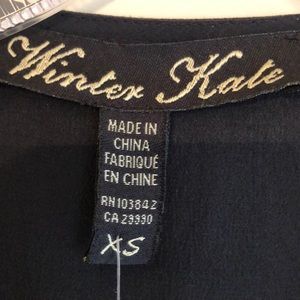 Winter Kate
MADE IN
CHINA
FABRIQUÉ
EN CHINE
RN 103842
CA 29990
XS